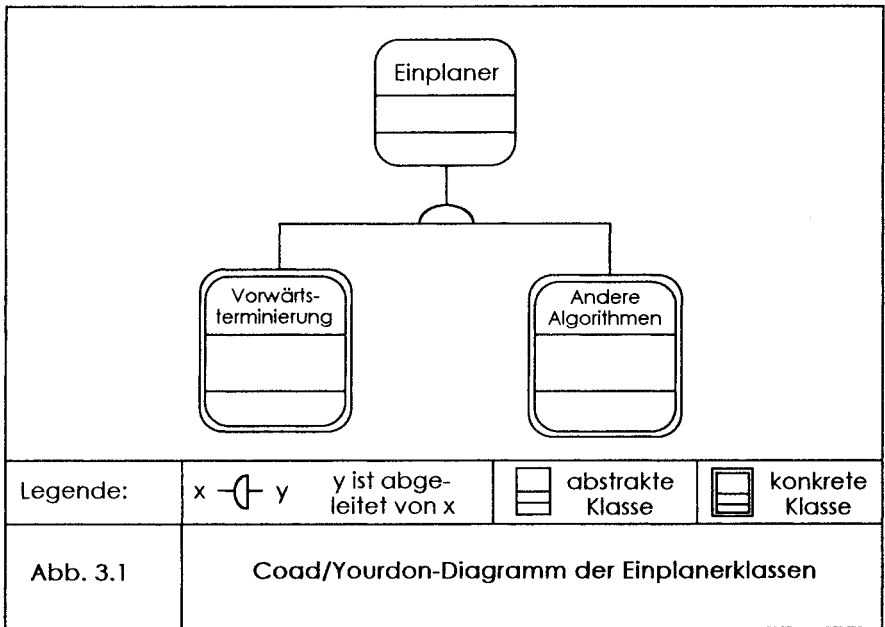 Einplaner
Vorwärts-
terminierung
Andere
Algorithmen
Legende:
x y
y ist abge-
leitet von x
abstrakte
Klasse
konkrete
Klasse
Abb. 3.1
Coad/Yourdon-Diagramm der Einplanerklassen